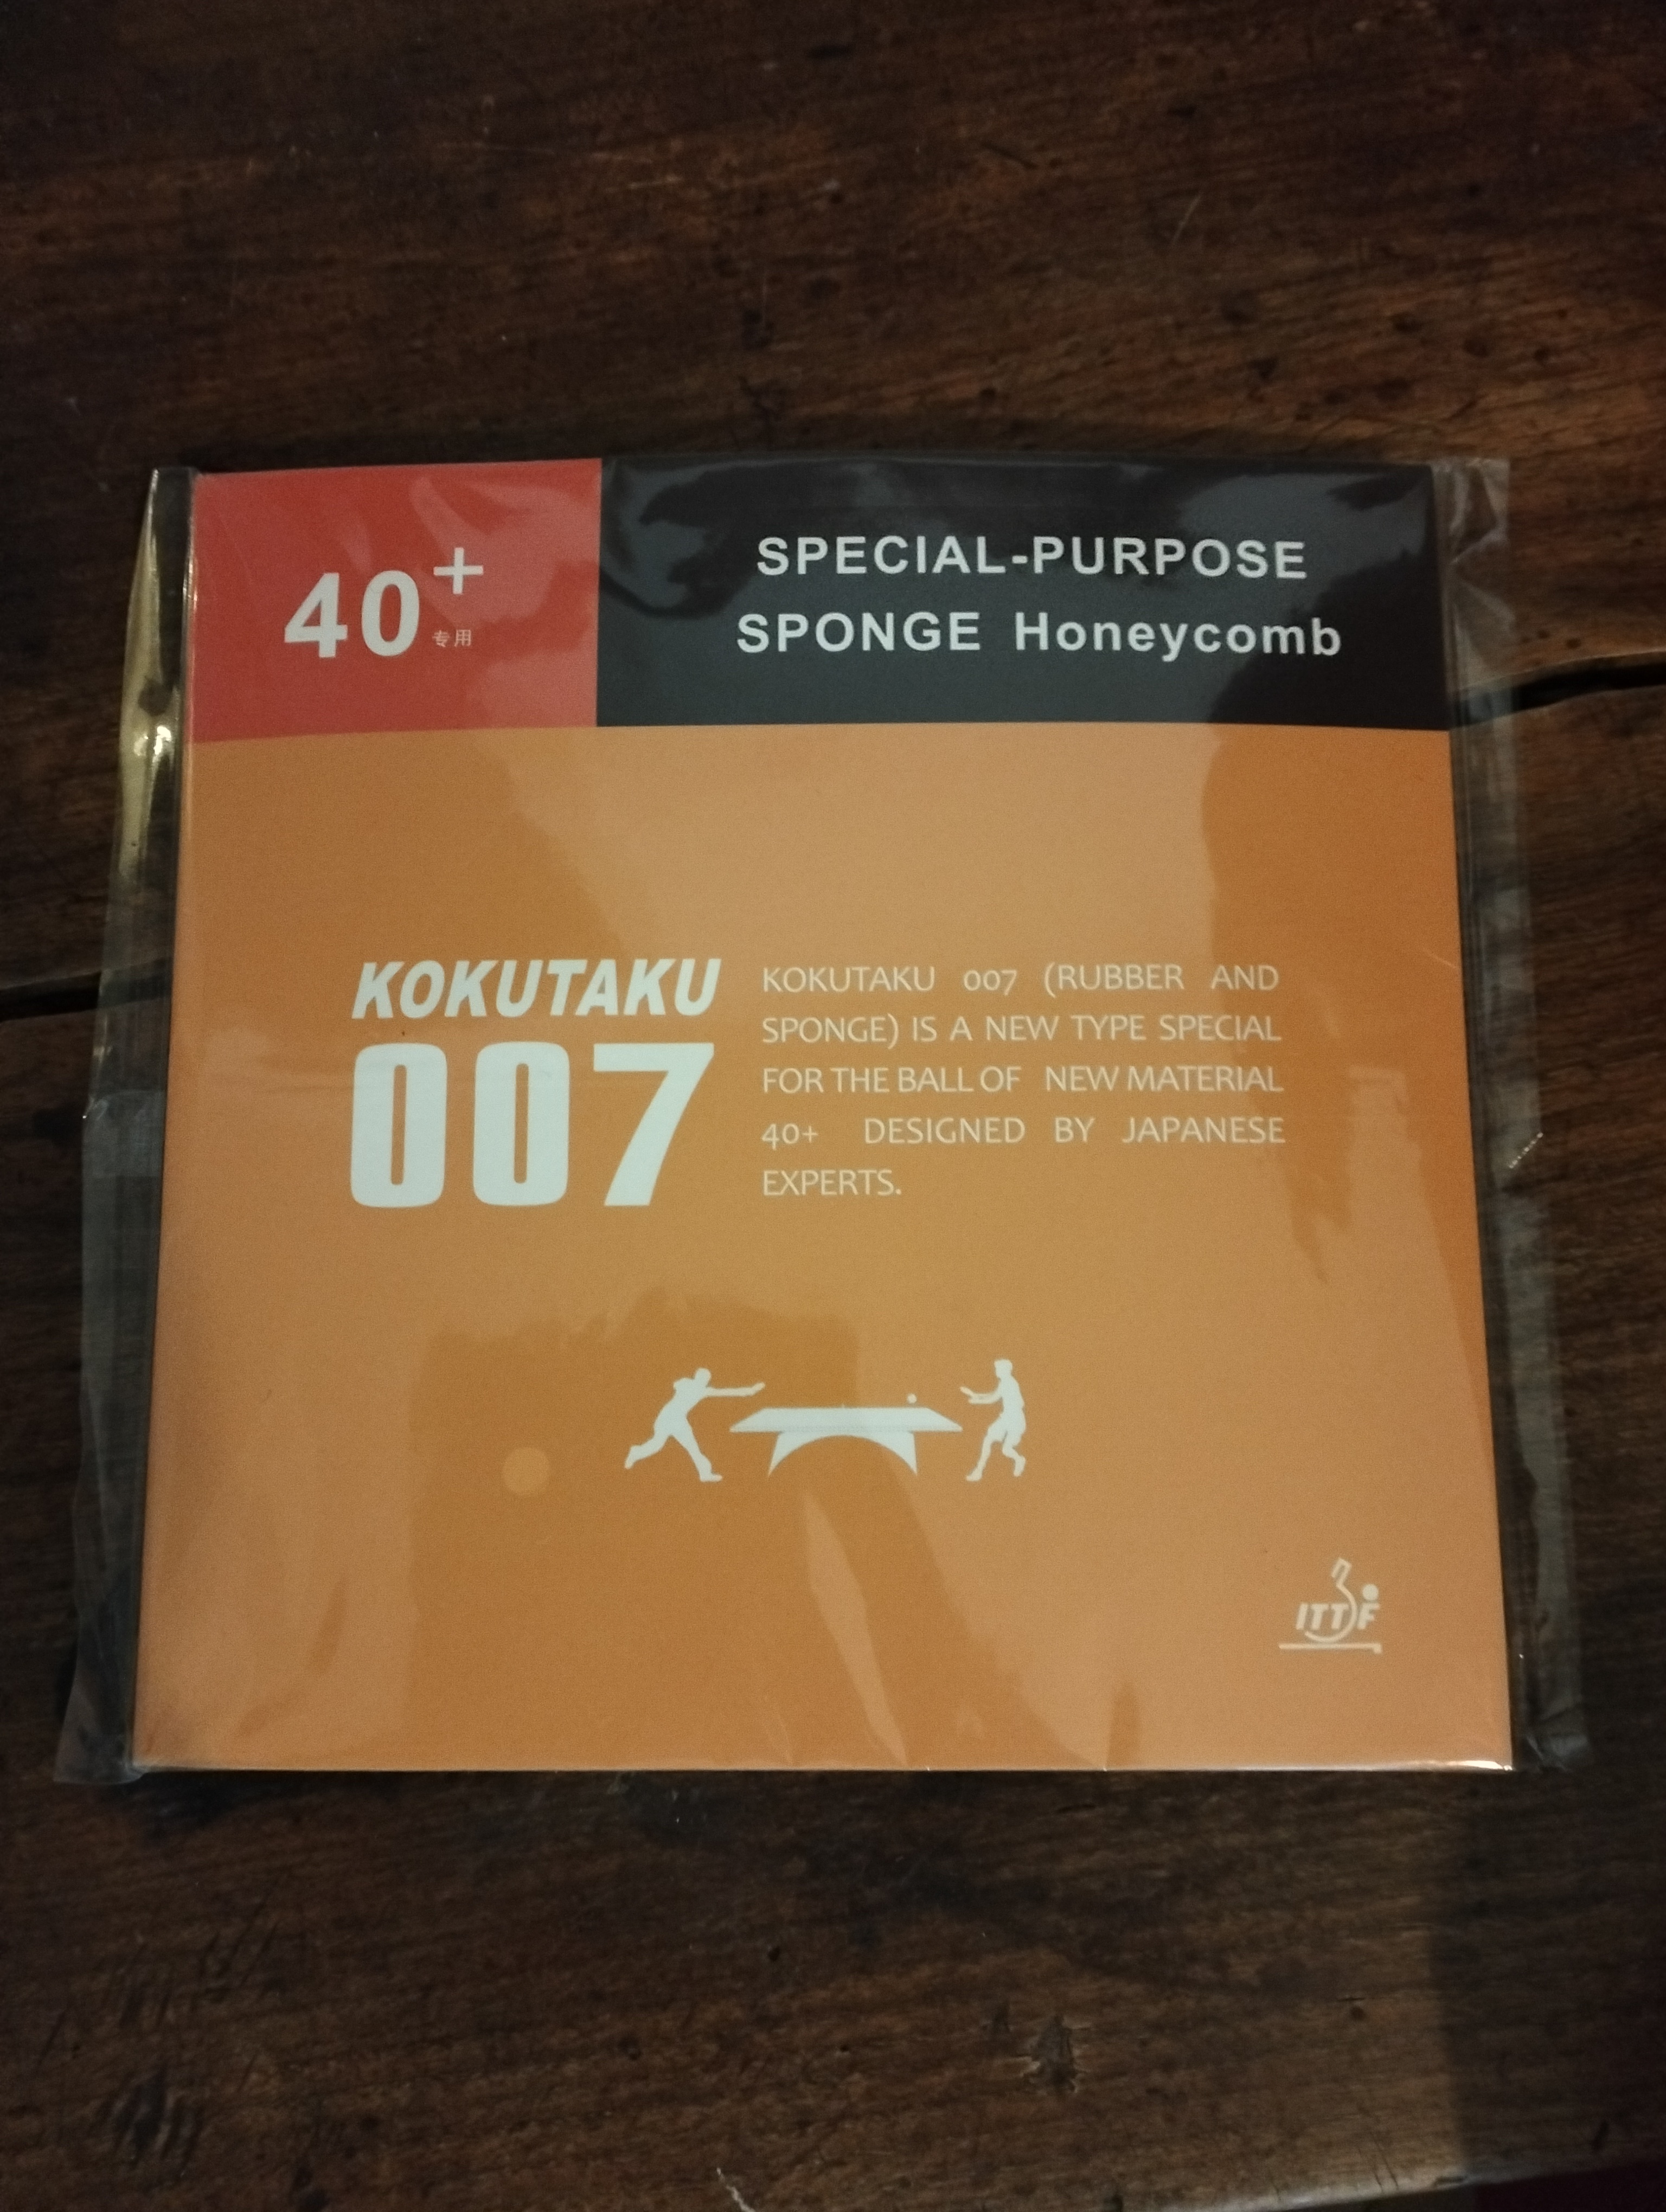 40+ 专用
SPECIAL-PURPOSE
SPONGE Honeycomb
KOKUTAKU
007
KOKUTAKU 007 (RUBBER AND
SPONGE) IS A NEW TYPE SPECIAL
FOR THE BALL OF NEW MATERIAL
40+ DESIGNED BY JAPANESE
EXPERTS.
ITTF